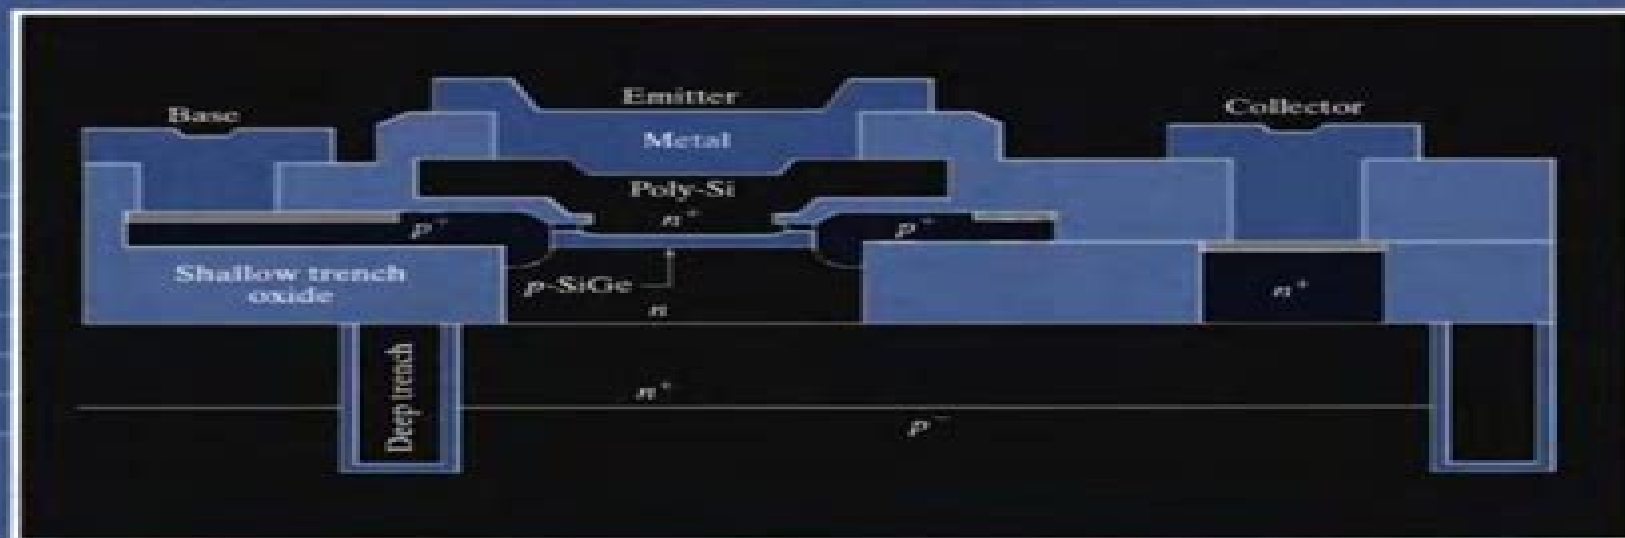 Base
Emitter
Collector
Metal
Poly-Si
n⁺
p⁺
p⁺
Shallow trench
oxide
p-SiGe
n
n⁺
Deep trench
n⁺
p⁻